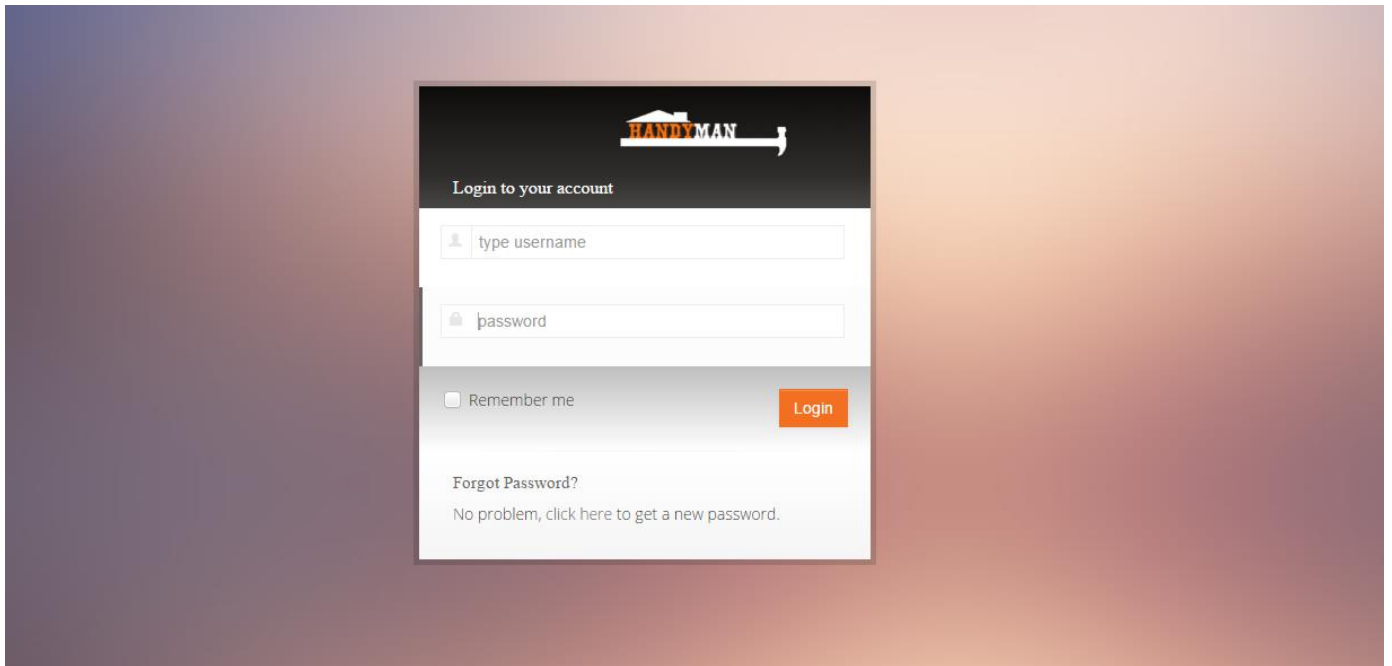 HANDYMAN
Login to your account
type username
password
Remember me
Login
Forgot Password?
No problem, click here to get a new password.